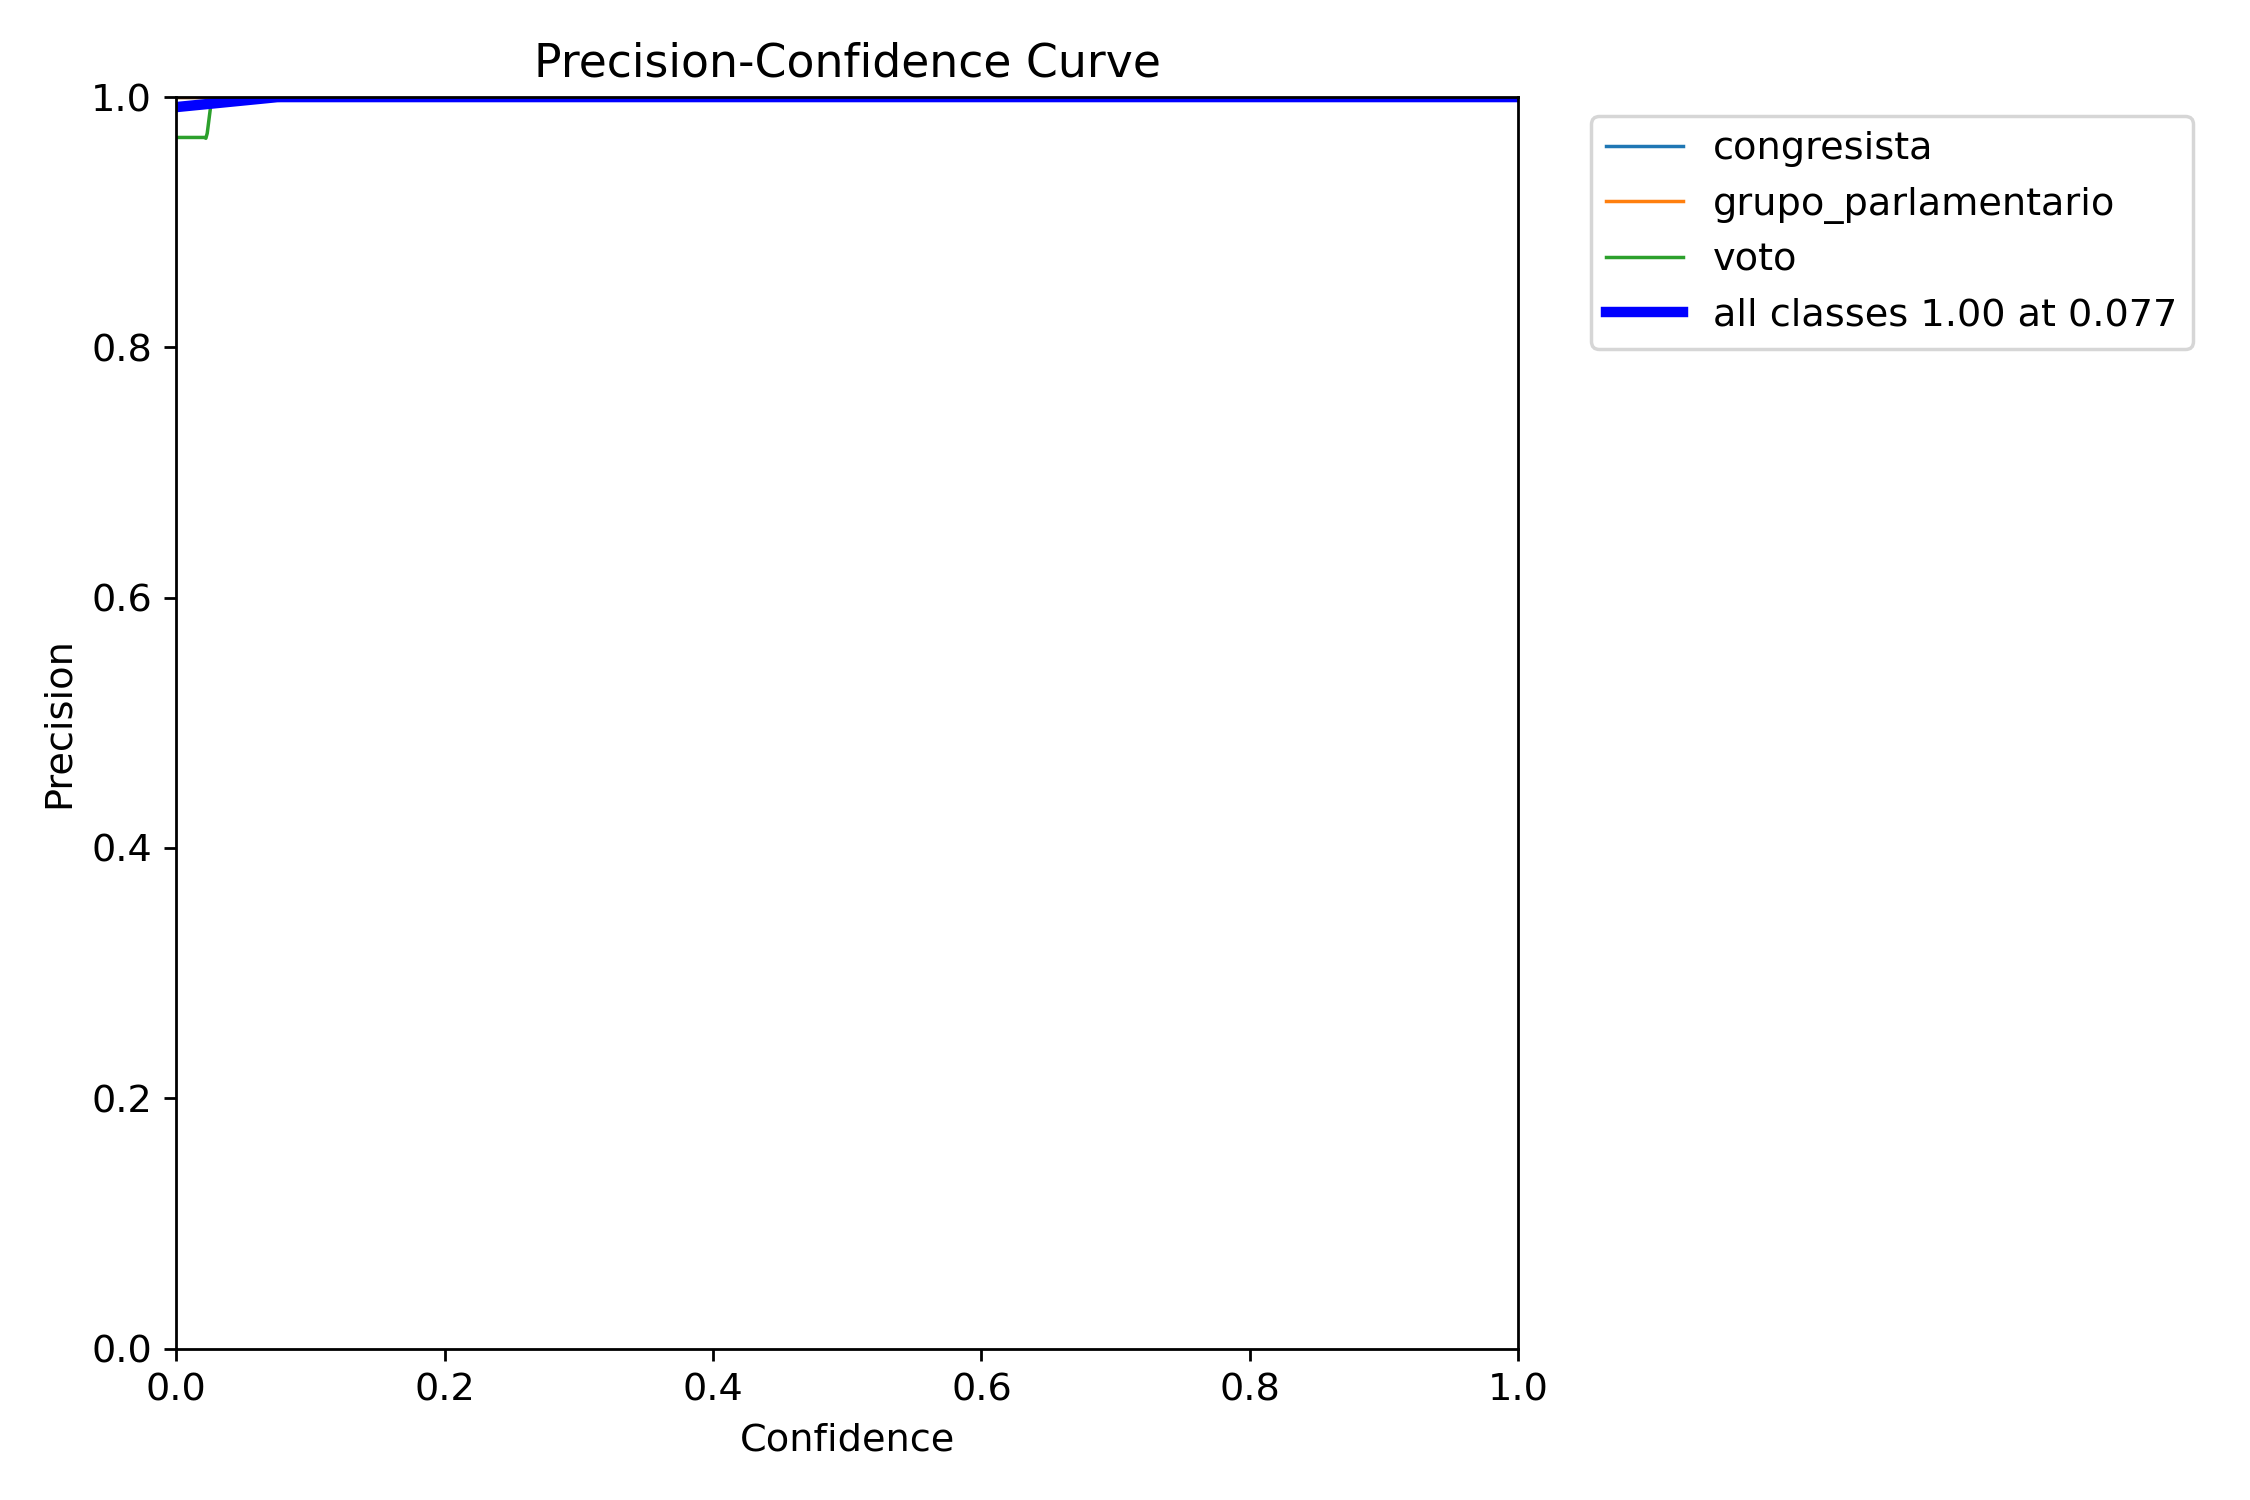 Precision-Confidence Curve
1.0
0.8
0.6
0.4
0.2
0.0
Precision
0.0 0.2 0.4 0.6 0.8 1.0
Confidence
congresista
grupo_parlamentario
voto
all classes 1.00 at 0.077